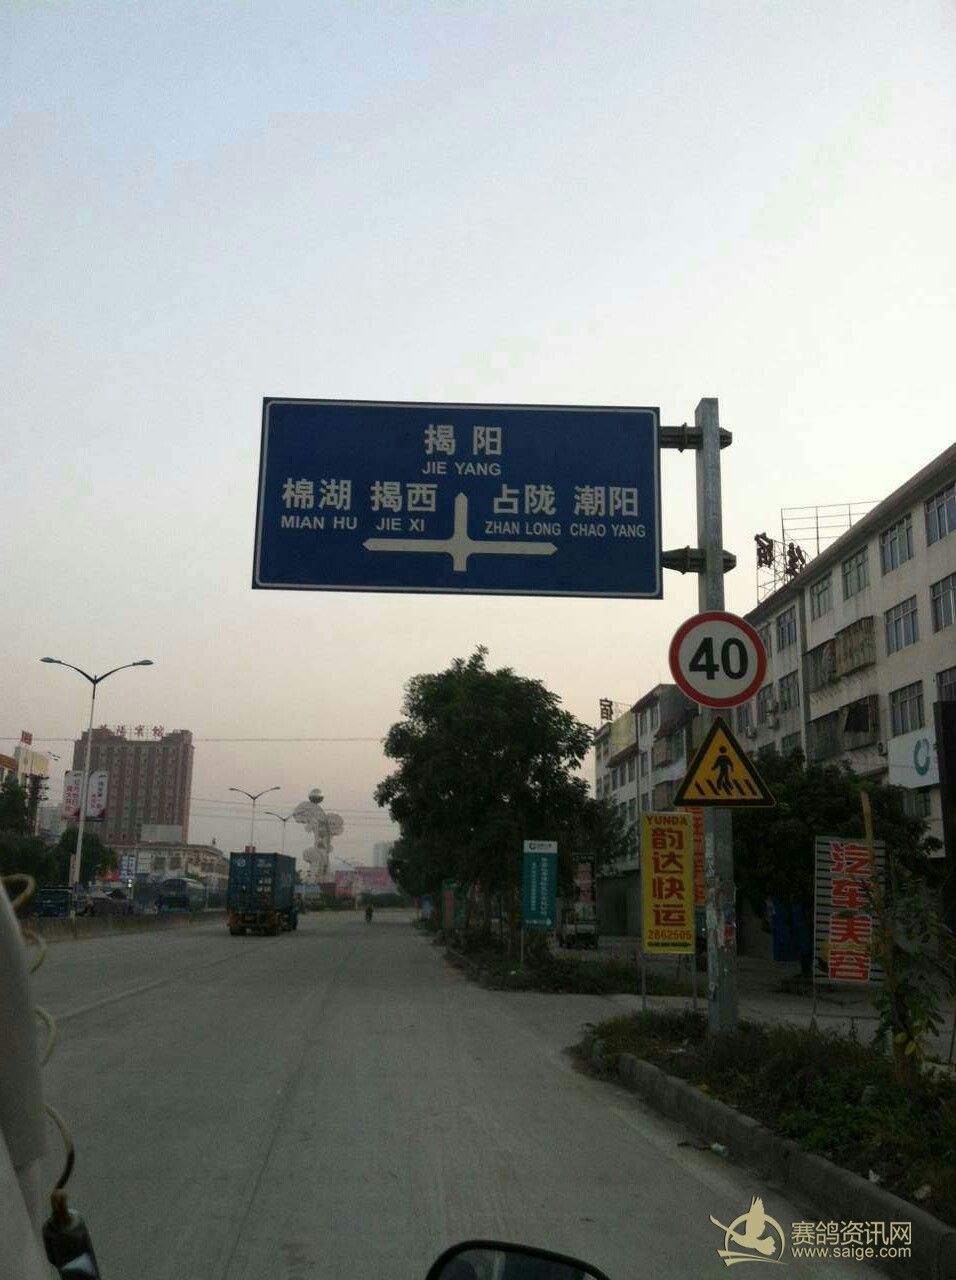 揭阳
JIE YANG
棉湖 揭西 占陇 潮阳
MIAN HU JIE XI ZHAN LONG CHAO YANG
40
YUNDA
韵达快运
2862505
汽车美容
宿
赛鸽资讯网
www.saige.com